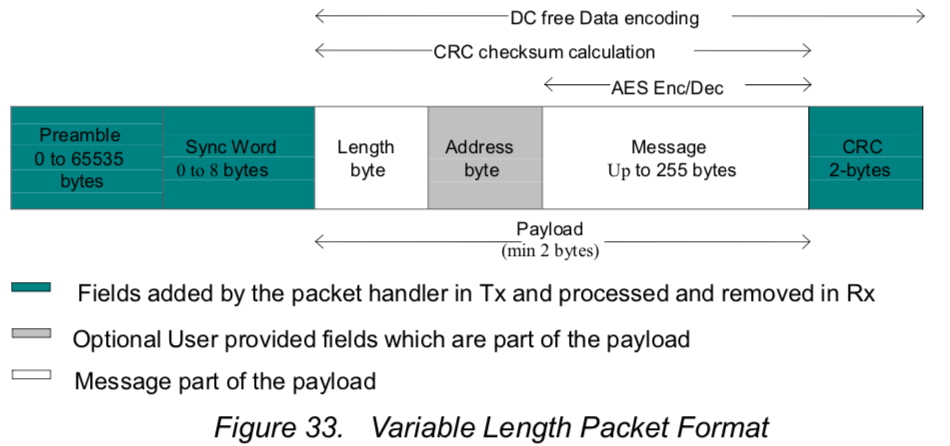 DC free Data encoding
CRC checksum calculation
AES Enc/Dec
Preamble
0 to 65535
bytes
Sync Word
0 to 8 bytes
Length
byte
Address
byte
Message
Up to 255 bytes
CRC
2-bytes
Payload
(min 2 bytes)
Fields added by the packet handler in Tx and processed and removed in Rx
Optional User provided fields which are part of the payload
Message part of the payload
Figure 33. Variable Length Packet Format